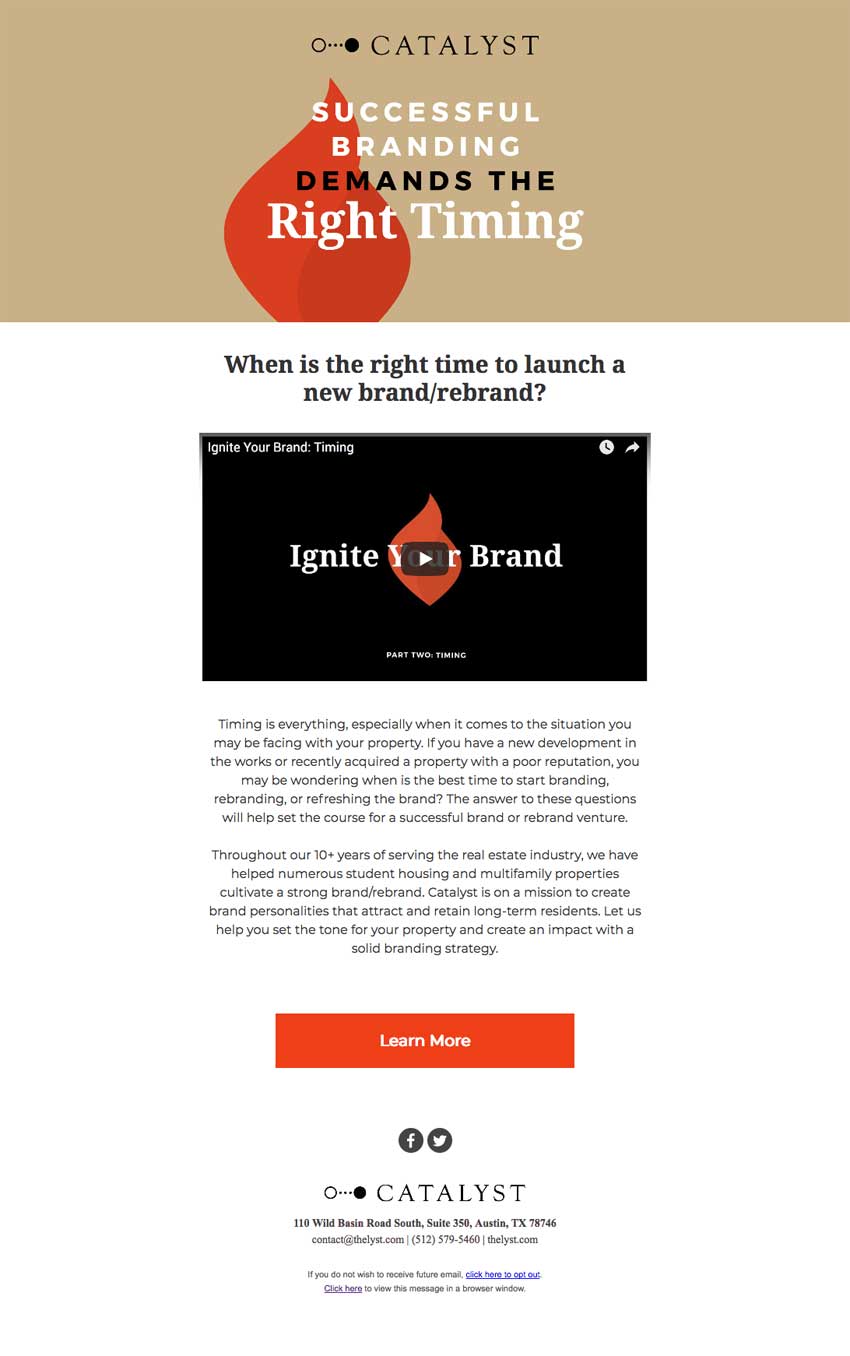 CATALYST
SUCCESSFUL
BRANDING
DEMANDS THE
Right Timing
When is the right time to launch a
new brand/rebrand?
Ignite Your Brand: Timing
Ignite Your Brand
PART TWO: TIMING
Timing is everything, especially when it comes to the situation you
may be facing with your property. If you have a new development in
the works or recently acquired a property with a poor reputation, you
may be wondering when is the best time to start branding,
rebranding, or refreshing the brand? The answer to these questions
will help set the course for a successful brand or rebrand venture.
Throughout our 10+ years of serving the real estate industry, we have
helped numerous student housing and multifamily properties
cultivate a strong brand/rebrand. Catalyst is on a mission to create
brand personalities that attract and retain long-term residents. Let us
help you set the tone for your property and create an impact with a
solid branding strategy.
Learn More
CATALYST
110 Wild Basin Road South, Suite 350, Austin, TX 78746
contact@thelyst.com | (512) 579-5460 | thelyst.com
If you do not wish to receive future email, click here to opt out.
Click here to view this message in a browser window.